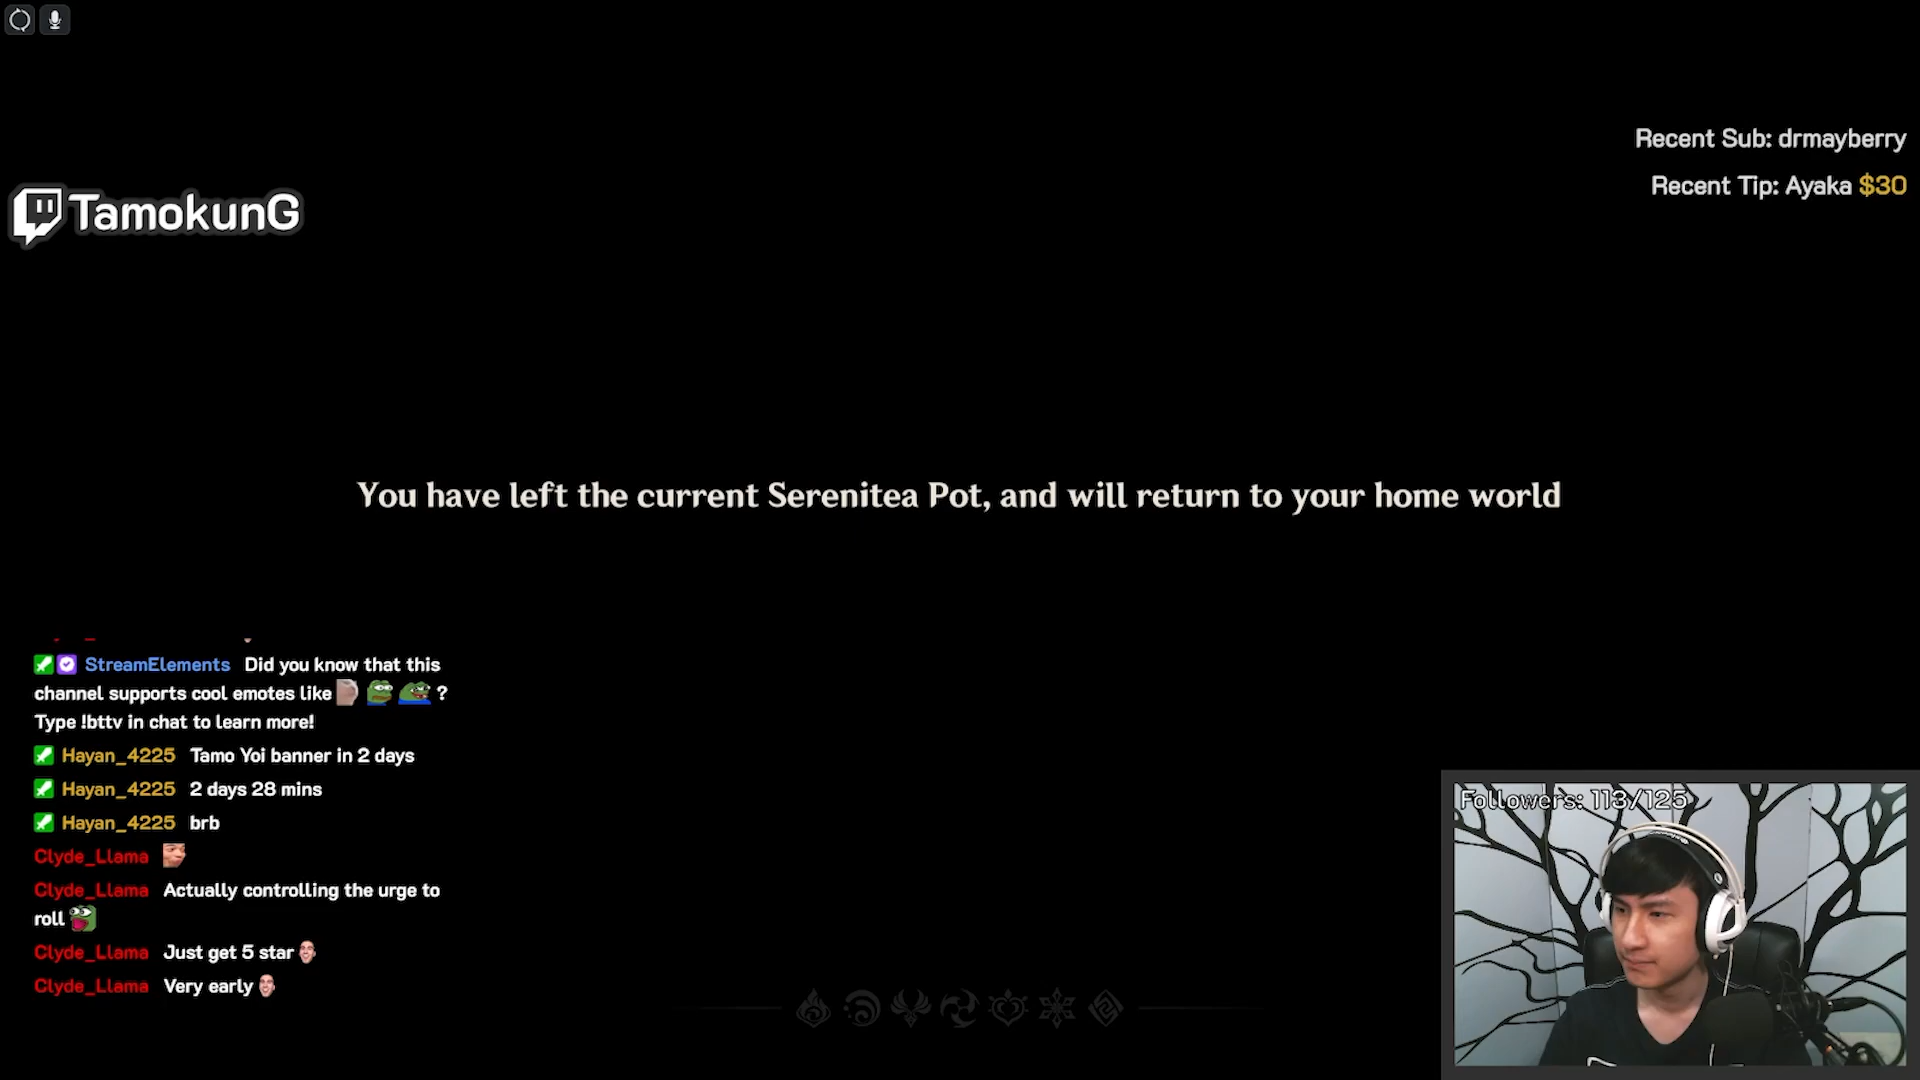 Recent Sub: drmayberry
Recent Tip: Ayaka $30
TamokunG
You have left the current Serenitea Pot, and will return to your home world
StreamElements Did you know that this
channel supports cool emotes like ?
Type !bttv in chat to learn more!
Hayan_4225 Tamo Yoi banner in 2 days
Hayan_4225 2 days 28 mins
Hayan_4225 brb
Clyde_Llama
Clyde_Llama Actually controlling the urge to
roll
Clyde_Llama Just get 5 star
Clyde_Llama Very early
Followers: 113/125